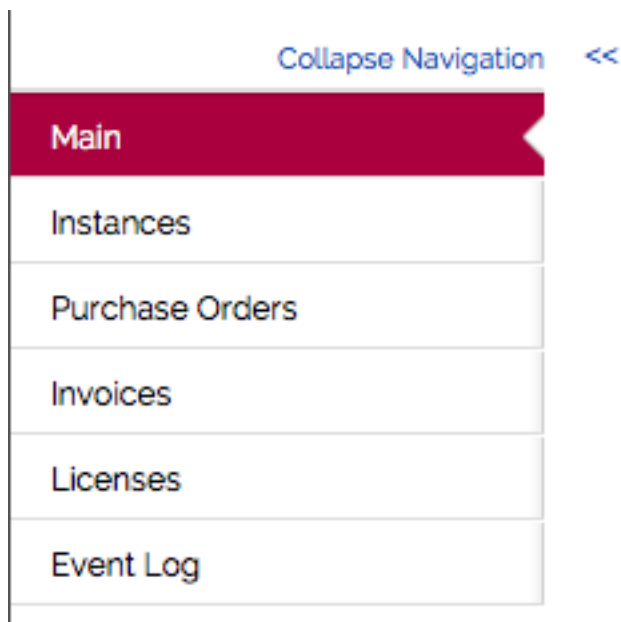 Collapse Navigation <<
Main
Instances
Purchase Orders
Invoices
Licenses
Event Log